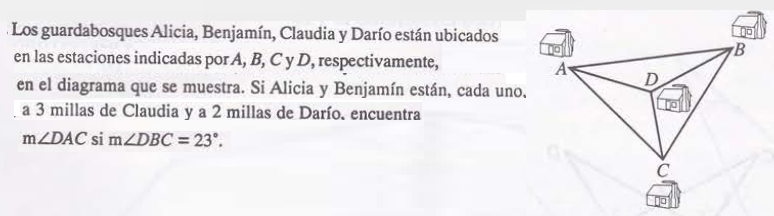 Los guardabosques Alicia, Benjamín, Claudia y Darío están ubicados
en las estaciones indicadas por A, B, C y D, respectivamente,
en el diagrama que se muestra. Si Alicia y Benjamín están, cada uno,
a 3 millas de Claudia y a 2 millas de Darío. encuentra
m∠DAC si m∠DBC = 23°.
A
B
D
C